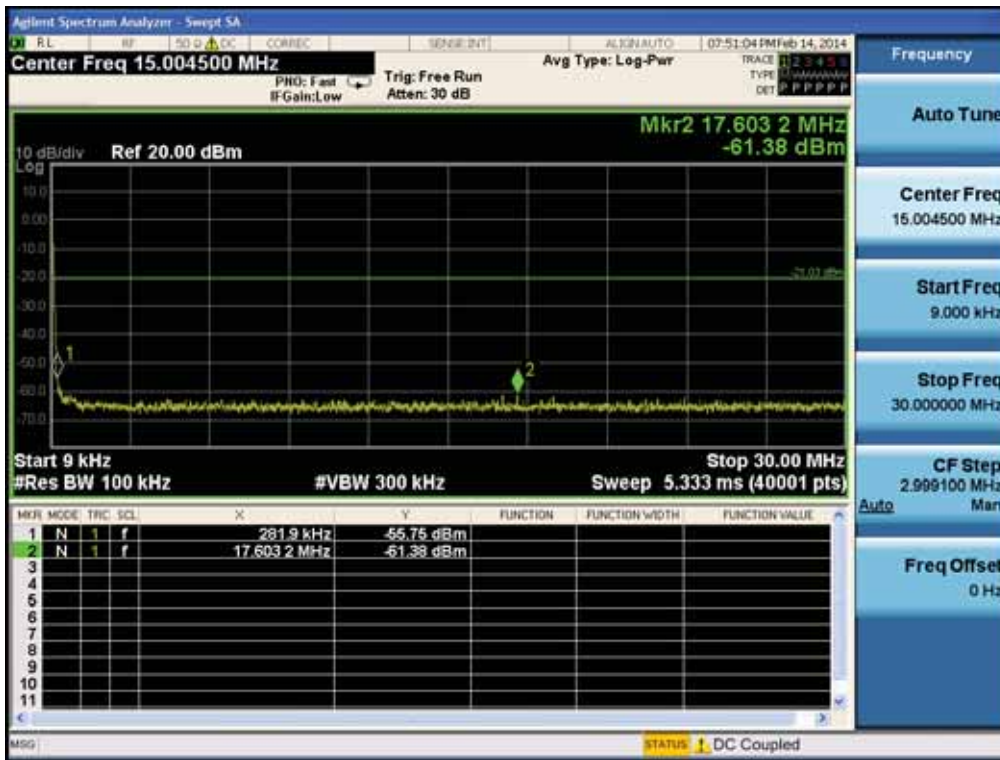 Agilent Spectrum Analyzer - Swept SA
RL RF 50 Ω DC CORREC SENSE:INT ALIGN AUTO 07:51:04 PM Feb 14, 2014
Center Freq 15.004500 MHz
PNO: Fast
IFGain:Low
Trig: Free Run
Atten: 30 dB
Avg Type: Log-Pwr
TRACE 1 2 3 4 5 6
TYPE
DET P P P P P P
Mkr2 17.603 2 MHz
-61.38 dBm
10 dB/div Ref 20.00 dBm
Log
10.0
0.00
-10.0
-20.0
-21.03 dBm
-30.0
-40.0
-50.0
-60.0
-70.0
1
2
Start 9 kHz
Stop 30.00 MHz
#Res BW 100 kHz
#VBW 300 kHz
Sweep 5.333 ms (40001 pts)
MKR MODE TRC SCL X Y FUNCTION FUNCTION WIDTH FUNCTION VALUE
1 N 1 f 281.9 kHz -55.75 dBm
2 N 1 f 17.603 2 MHz -61.38 dBm
3
4
5
6
7
8
9
10
11
MSG
STATUS DC Coupled
Frequency
Auto Tune
Center Freq
15.004500 MHz
Start Freq
9.000 kHz
Stop Freq
30.000000 MHz
CF Step
2.999100 MHz
Auto Man
Freq Offset
0 Hz